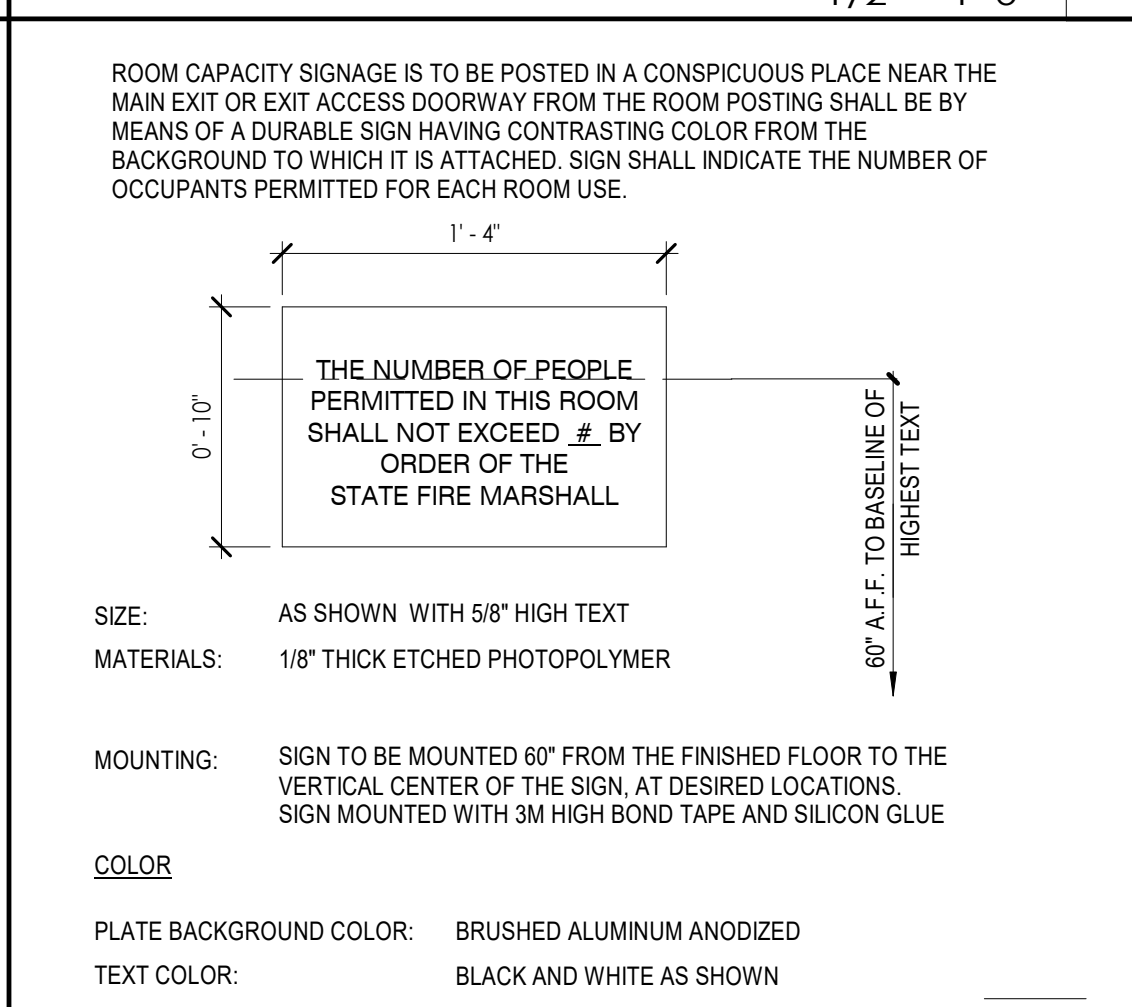 ROOM CAPACITY SIGNAGE IS TO BE POSTED IN A CONSPICUOUS PLACE NEAR THE
MAIN EXIT OR EXIT ACCESS DOORWAY FROM THE ROOM POSTING SHALL BE BY
MEANS OF A DURABLE SIGN HAVING CONTRASTING COLOR FROM THE
BACKGROUND TO WHICH IT IS ATTACHED. SIGN SHALL INDICATE THE NUMBER OF
OCCUPANTS PERMITTED FOR EACH ROOM USE.
1' - 4"
0' - 10"
THE NUMBER OF PEOPLE
PERMITTED IN THIS ROOM
SHALL NOT EXCEED # BY
ORDER OF THE
STATE FIRE MARSHALL
60" A.F.F. TO BASELINE OF
HIGHEST TEXT
SIZE: AS SHOWN WITH 5/8" HIGH TEXT
MATERIALS: 1/8" THICK ETCHED PHOTOPOLYMER
MOUNTING: SIGN TO BE MOUNTED 60" FROM THE FINISHED FLOOR TO THE
VERTICAL CENTER OF THE SIGN, AT DESIRED LOCATIONS.
SIGN MOUNTED WITH 3M HIGH BOND TAPE AND SILICON GLUE
COLOR
PLATE BACKGROUND COLOR: BRUSHED ALUMINUM ANODIZED
TEXT COLOR: BLACK AND WHITE AS SHOWN